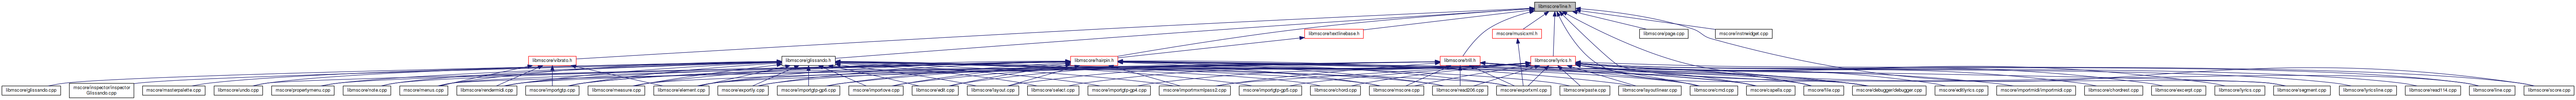 libmscore/line.h
libmscore/textlinebase.h
mscore/musicxml.h
libmscore/page.cpp
mscore/instrwidget.cpp
libmscore/vibrato.h
libmscore/glissando.h
libmscore/hairpin.h
libmscore/trill.h
libmscore/lyrics.h
libmscore/glissando.cpp
mscore/inspector/inspector
Glissando.cpp
mscore/masterpalette.cpp
libmscore/undo.cpp
mscore/propertymenu.cpp
libmscore/note.cpp
mscore/menus.cpp
libmscore/rendermidi.cpp
mscore/importgtp.cpp
libmscore/measure.cpp
libmscore/element.cpp
mscore/exportly.cpp
mscore/importgtp-gp6.cpp
mscore/importove.cpp
libmscore/edit.cpp
libmscore/layout.cpp
libmscore/select.cpp
mscore/importgtp-gp4.cpp
mscore/importmxmlpass2.cpp
mscore/importgtp-gp5.cpp
libmscore/chord.cpp
libmscore/mscore.cpp
libmscore/read206.cpp
mscore/exportxml.cpp
libmscore/paste.cpp
libmscore/layoutlinear.cpp
libmscore/cmd.cpp
mscore/capella.cpp
mscore/file.cpp
mscore/debugger/debugger.cpp
mscore/editlyrics.cpp
mscore/importmidi/importmidi.cpp
libmscore/chordrest.cpp
libmscore/excerpt.cpp
libmscore/lyrics.cpp
libmscore/segment.cpp
libmscore/lyricsline.cpp
libmscore/read114.cpp
libmscore/line.cpp
libmscore/score.cpp